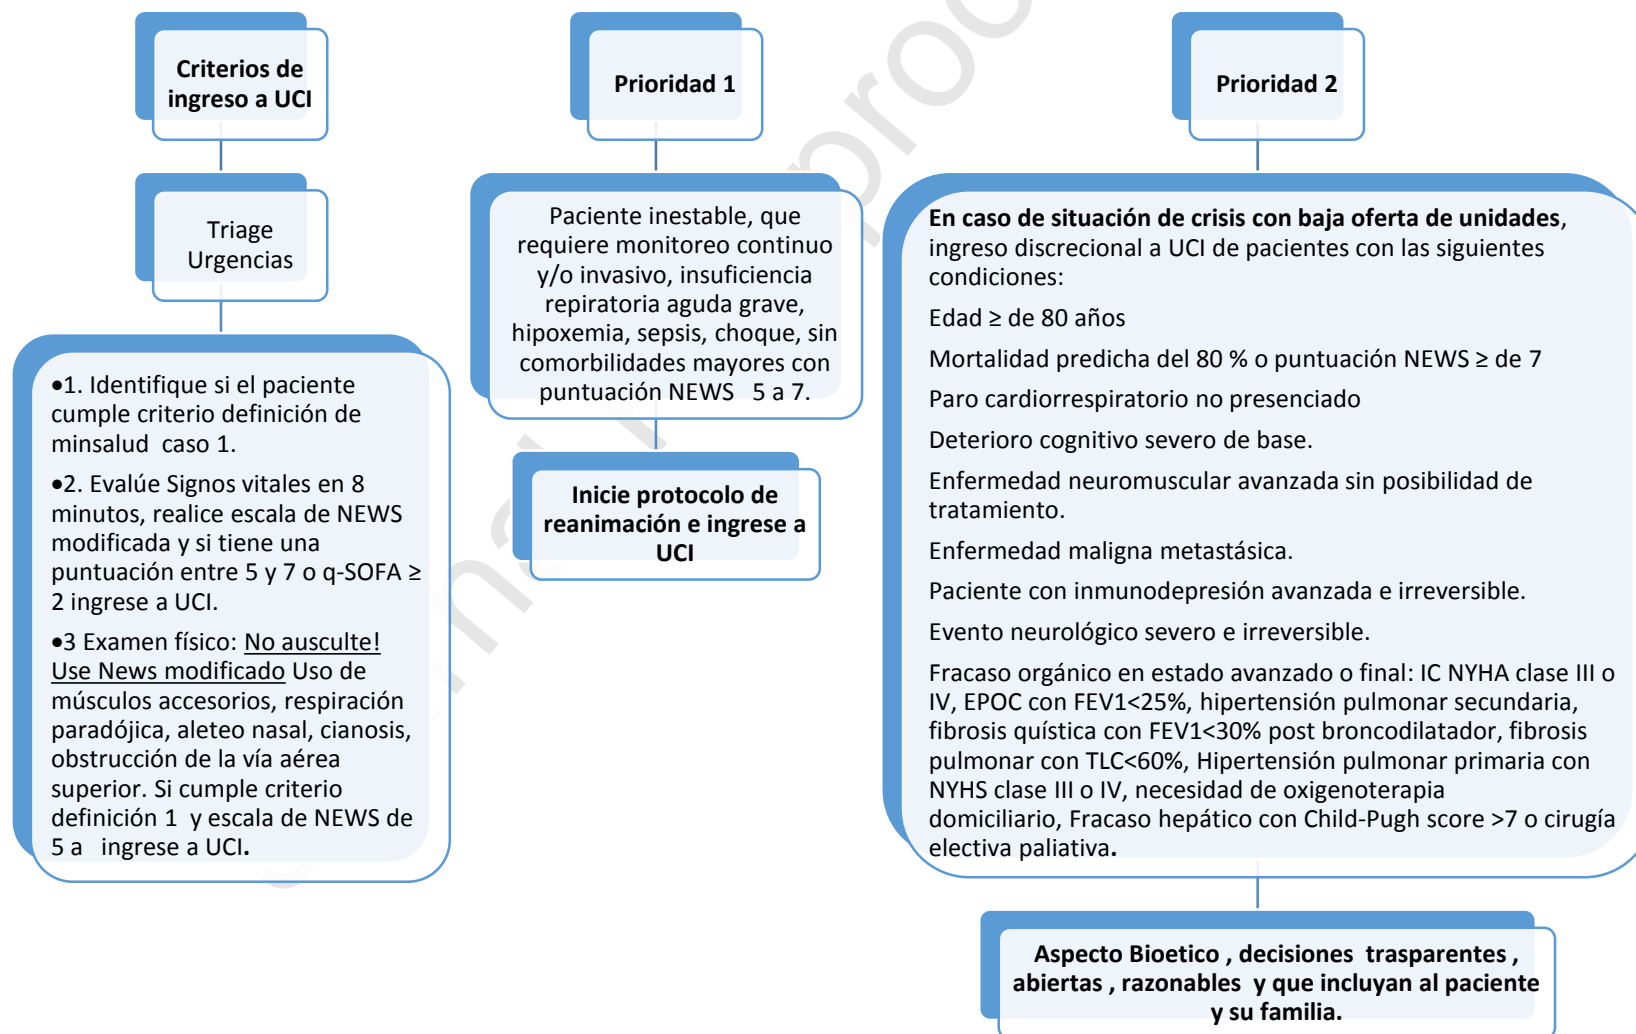 Criterios de
ingreso a UCI
Triage
Urgencias
•1. Identifique si el paciente
cumple criterio definición de
minsalud caso 1.
•2. Evalúe Signos vitales en 8
minutos, realice escala de NEWS
modificada y si tiene una
puntuación entre 5 y 7 o q-SOFA ≥
2 ingrese a UCI.
•3 Examen físico: No ausculte!
Use News modificado Uso de
músculos accesorios, respiración
paradójica, aleteo nasal, cianosis,
obstrucción de la vía aérea
superior. Si cumple criterio
definición 1 y escala de NEWS de
5 a ingrese a UCI.
Prioridad 1
Paciente inestable, que
requiere monitoreo continuo
y/o invasivo, insuficiencia
repiratoria aguda grave,
hipoxemia, sepsis, choque, sin
comorbilidades mayores con
puntuación NEWS 5 a 7.
Inicie protocolo de
reanimación e ingrese a
UCI
Prioridad 2
En caso de situación de crisis con baja oferta de unidades,
ingreso discrecional a UCI de pacientes con las siguientes
condiciones:
Edad ≥ de 80 años
Mortalidad predicha del 80 % o puntuación NEWS ≥ de 7
Paro cardiorrespiratorio no presenciado
Deterioro cognitivo severo de base.
Enfermedad neuromuscular avanzada sin posibilidad de
tratamiento.
Enfermedad maligna metastásica.
Paciente con inmunodepresión avanzada e irreversible.
Evento neurológico severo e irreversible.
Fracaso orgánico en estado avanzado o final: IC NYHA clase III o
IV, EPOC con FEV1<25%, hipertensión pulmonar secundaria,
fibrosis quística con FEV1<30% post broncodilatador, fibrosis
pulmonar con TLC<60%, Hipertensión pulmonar primaria con
NYHS clase III o IV, necesidad de oxigenoterapia
domiciliario, Fracaso hepático con Child-Pugh score >7 o cirugía
electiva paliativa.
Aspecto Bioetico , decisiones trasparentes ,
abiertas , razonables y que incluyan al paciente
y su familia.